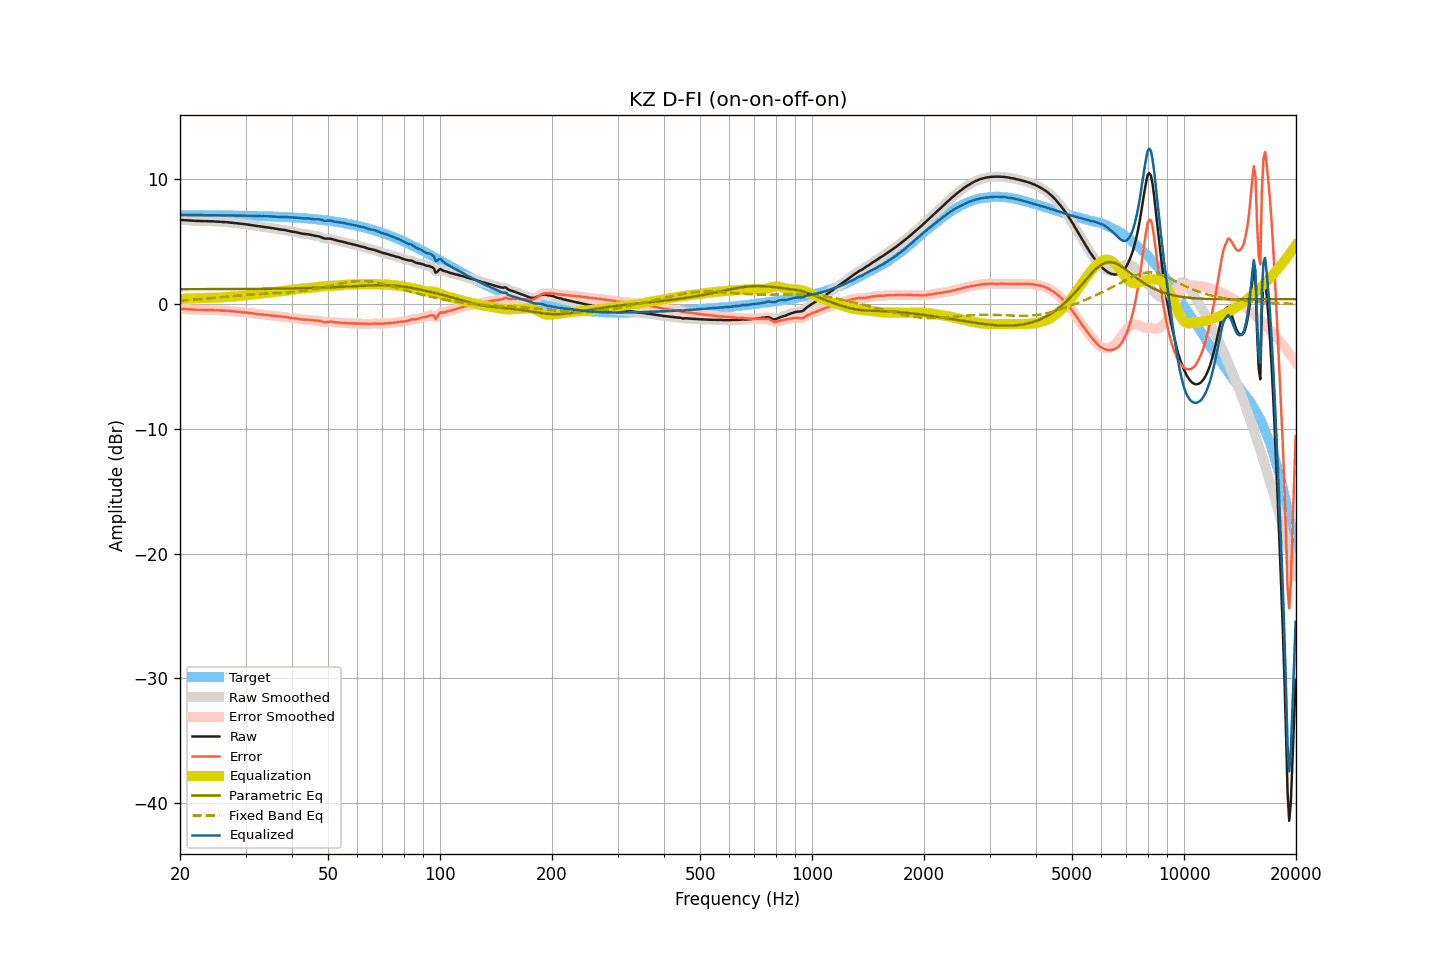 KZ D-FI (on-on-off-on)
Amplitude (dBr)
10
0
−10
−20
−30
−40
Target
Raw Smoothed
Error Smoothed
Raw
Error
Equalization
Parametric Eq
Fixed Band Eq
Equalized
20 50 100 200 500 1000 2000 5000 10000 20000
Frequency (Hz)